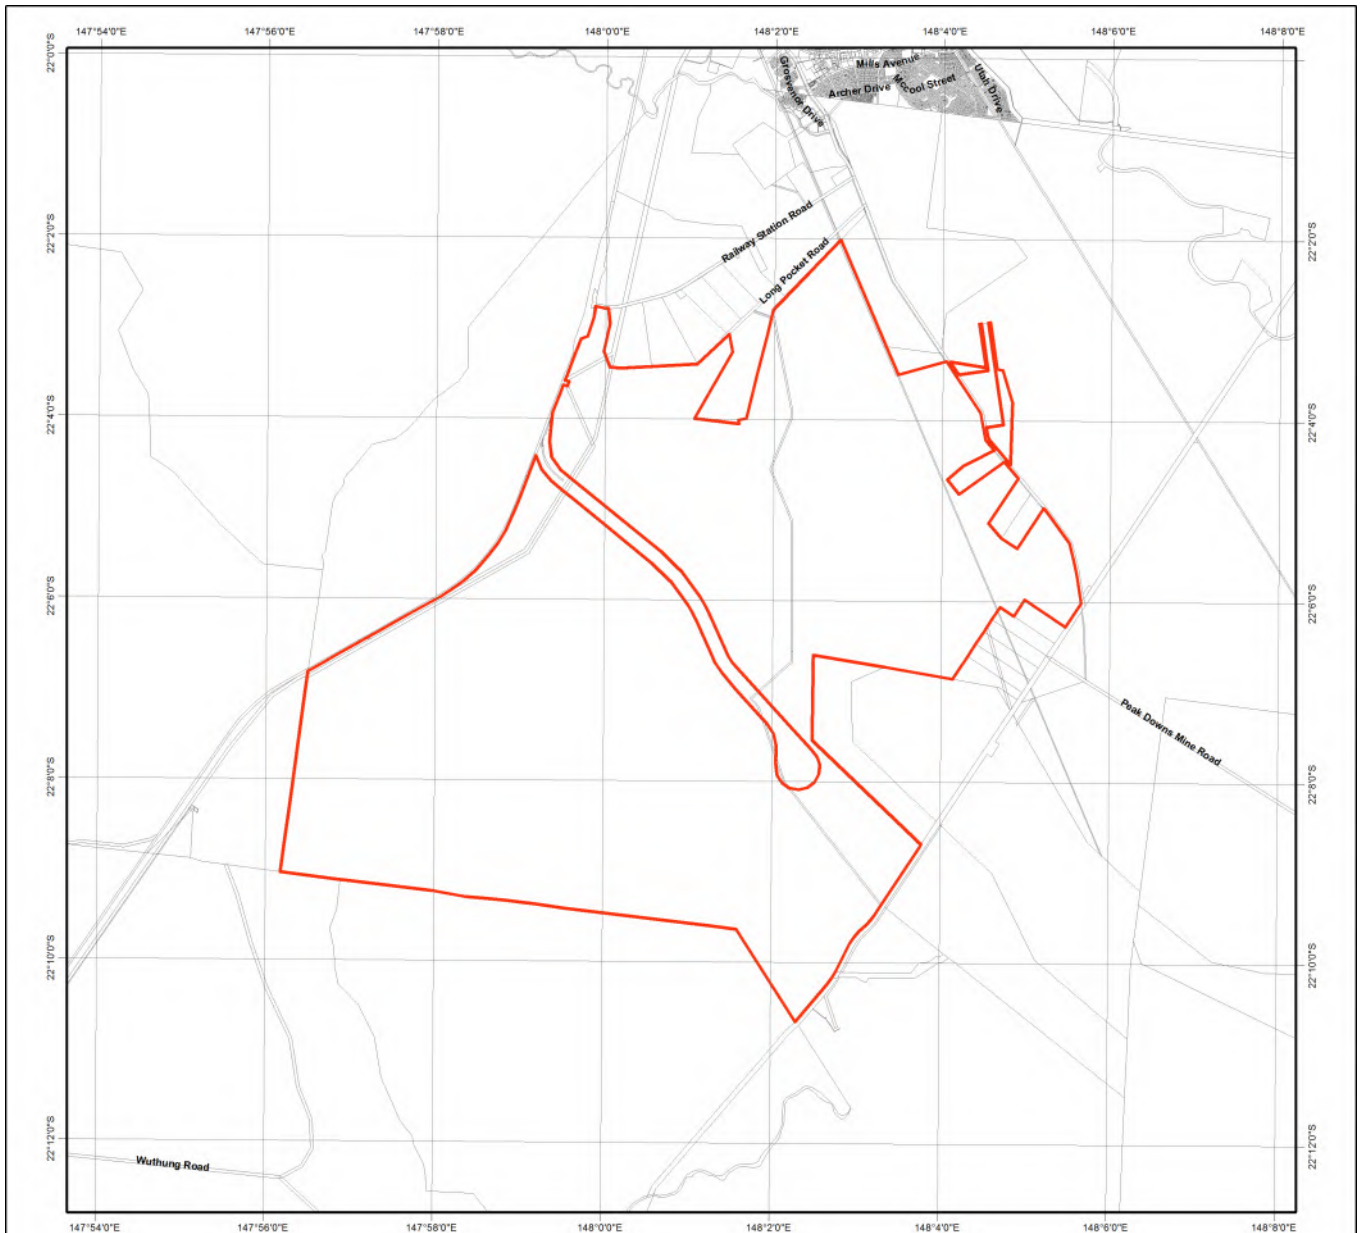 147°54'0"E 147°56'0"E 147°58'0"E 148°0'0"E 148°2'0"E 148°4'0"E 148°6'0"E 148°8'0"E
22°0'0"S
Grosvenor Drive
Mills Avenue
Archer Drive
McCool Street
Utah Drive
Railway Station Road
22°2'0"S 22°2'0"S
Long Pocket Road
22°4'0"S 22°4'0"S
22°6'0"S 22°6'0"S
Peak Downs Mine Road
22°8'0"S 22°8'0"S
22°10'0"S 22°10'0"S
22°12'0"S 22°12'0"S
Wuthung Road
147°54'0"E 147°56'0"E 147°58'0"E 148°0'0"E 148°2'0"E 148°4'0"E 148°6'0"E 148°8'0"E